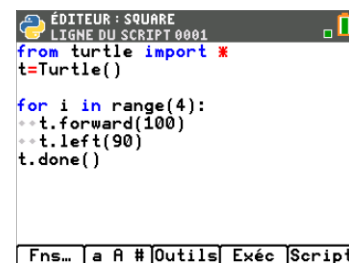 ÉDITEUR : SQUARE
LIGNE DU SCRIPT 0001
from turtle import *
t=Turtle()
for i in range(4):
··t.forward(100)
··t.left(90)
t.done()
Fns… a A # Outils Exéc Script